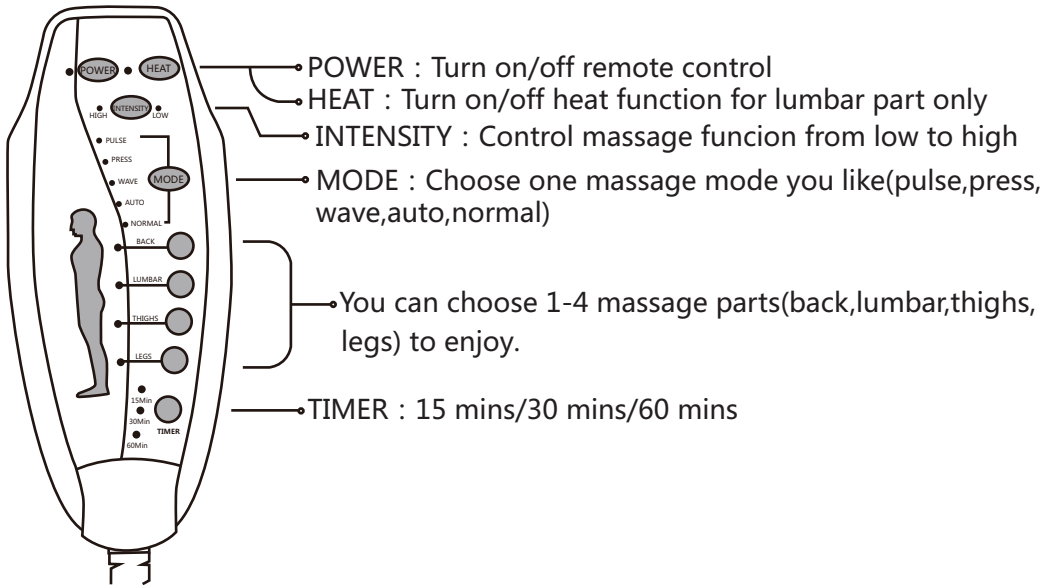 POWER
HEAT
INTENSITY
HIGH
LOW
PULSE
PRESS
WAVE
MODE
AUTO
NORMAL
BACK
LUMBAR
THIGHS
LEGS
15Min
30Min
TIMER
60Min
POWER：Turn on/off remote control
HEAT：Turn on/off heat function for lumbar part only
INTENSITY：Control massage funcion from low to high
MODE：Choose one massage mode you like(pulse,press,
wave,auto,normal)
You can choose 1-4 massage parts(back,lumbar,thighs,
legs) to enjoy.
TIMER：15 mins/30 mins/60 mins